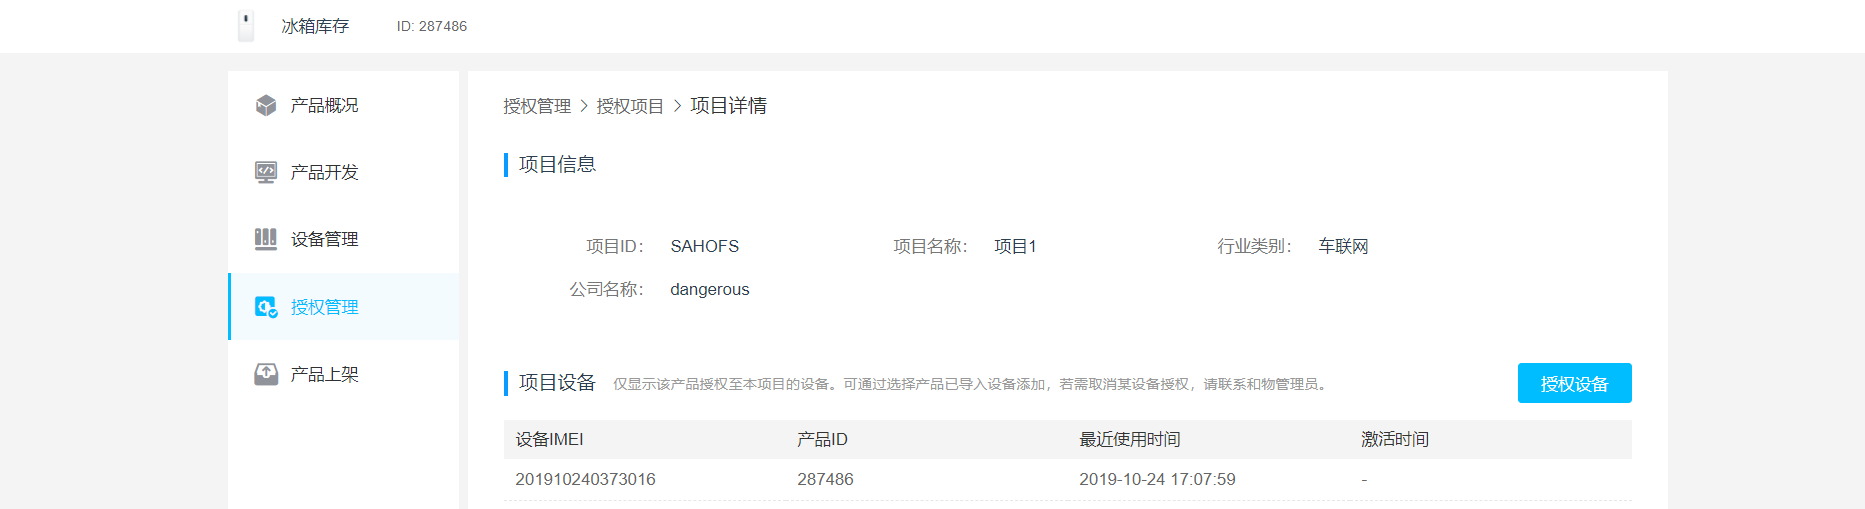 冰箱库存 ID: 287486
产品概况
产品开发
设备管理
授权管理
产品上架
授权管理 > 授权项目 > 项目详情
项目信息
项目ID： SAHOFS 项目名称： 项目1 行业类别： 车联网
公司名称： dangerous
项目设备 仅显示该产品授权至本项目的设备。可通过选择产品已导入设备添加，若需取消某设备授权，请联系和物管理员。 授权设备
设备IMEI 产品ID 最近使用时间 激活时间
201910240373016 287486 2019-10-24 17:07:59 -